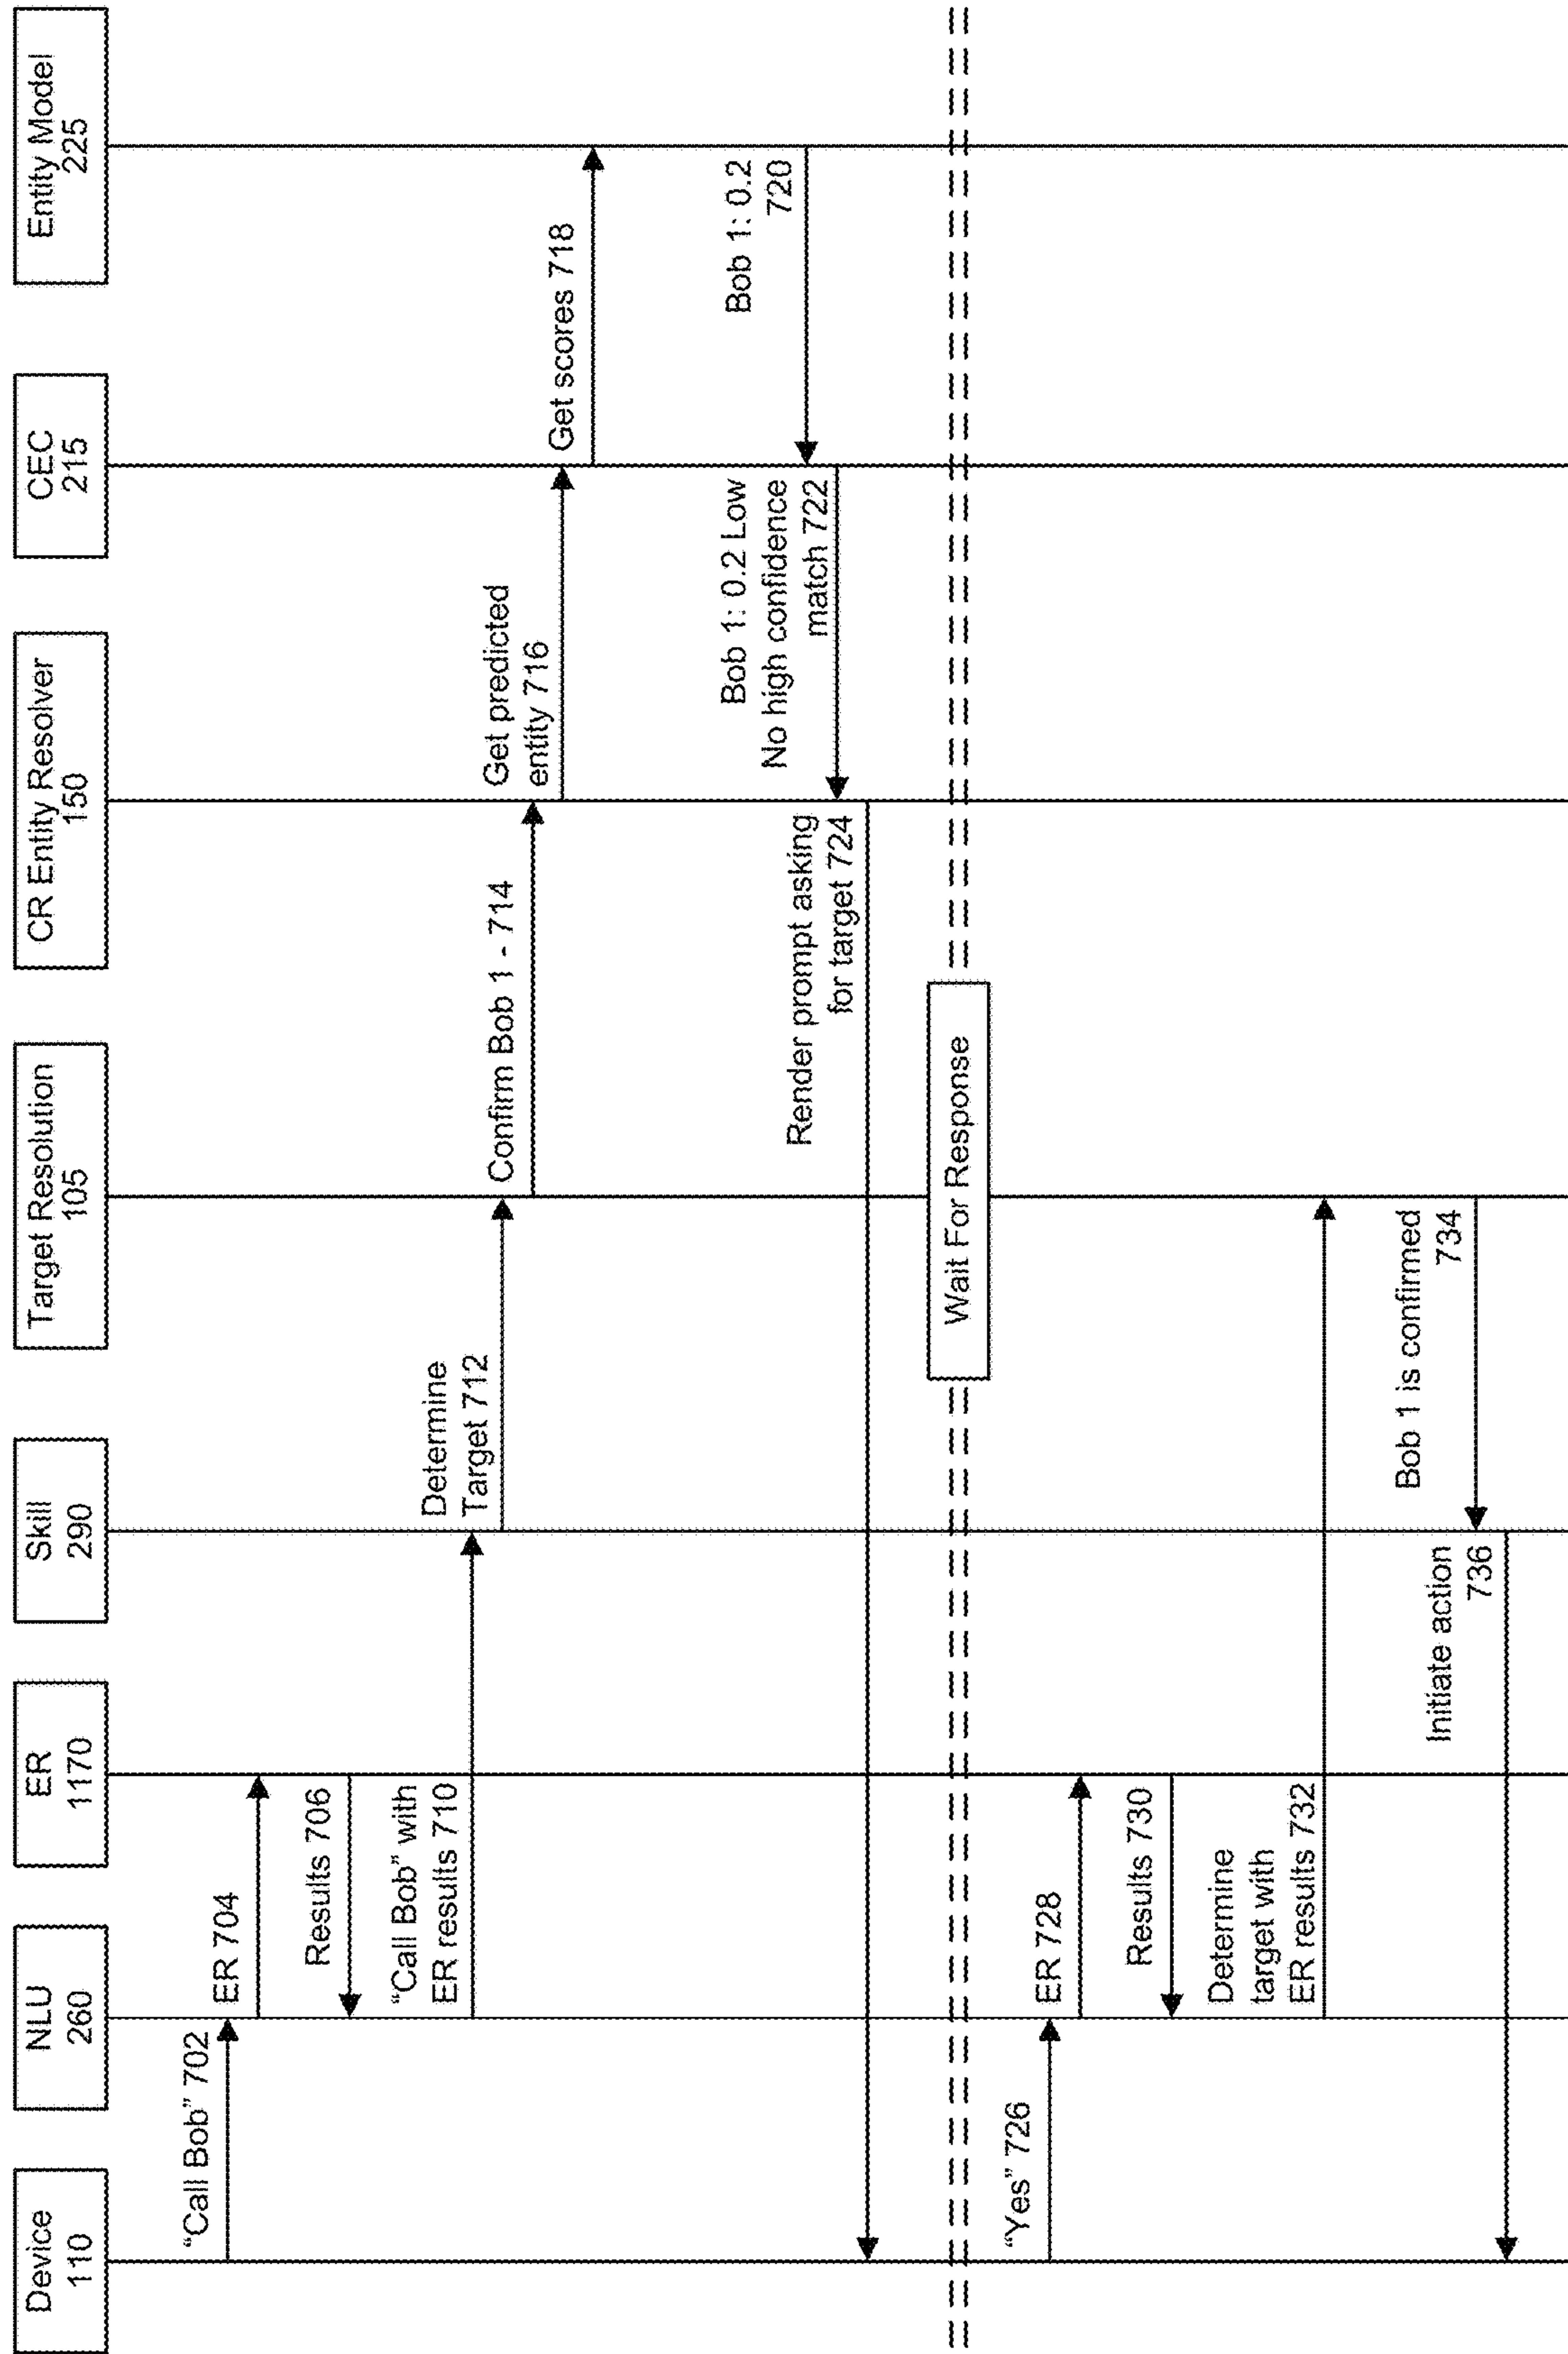 Device
110
NLU
260
ER
1170
Skill
290
Target Resolution
105
CR Entity Resolver
150
CEC
215
Entity Model
225
“Call Bob” 702
ER 704
Results 706
“Call Bob” with
ER results 710
Determine
Target 712
Confirm Bob 1 - 714
Get predicted
entity 716
Get scores 718
Bob 1: 0.2
720
Bob 1: 0.2 Low
No high confidence
match 722
Render prompt asking
for target 724
Wait For Response
“Yes” 726
ER 728
Results 730
Determine
target with
ER results 732
Bob 1 is confirmed
734
Initiate action
736